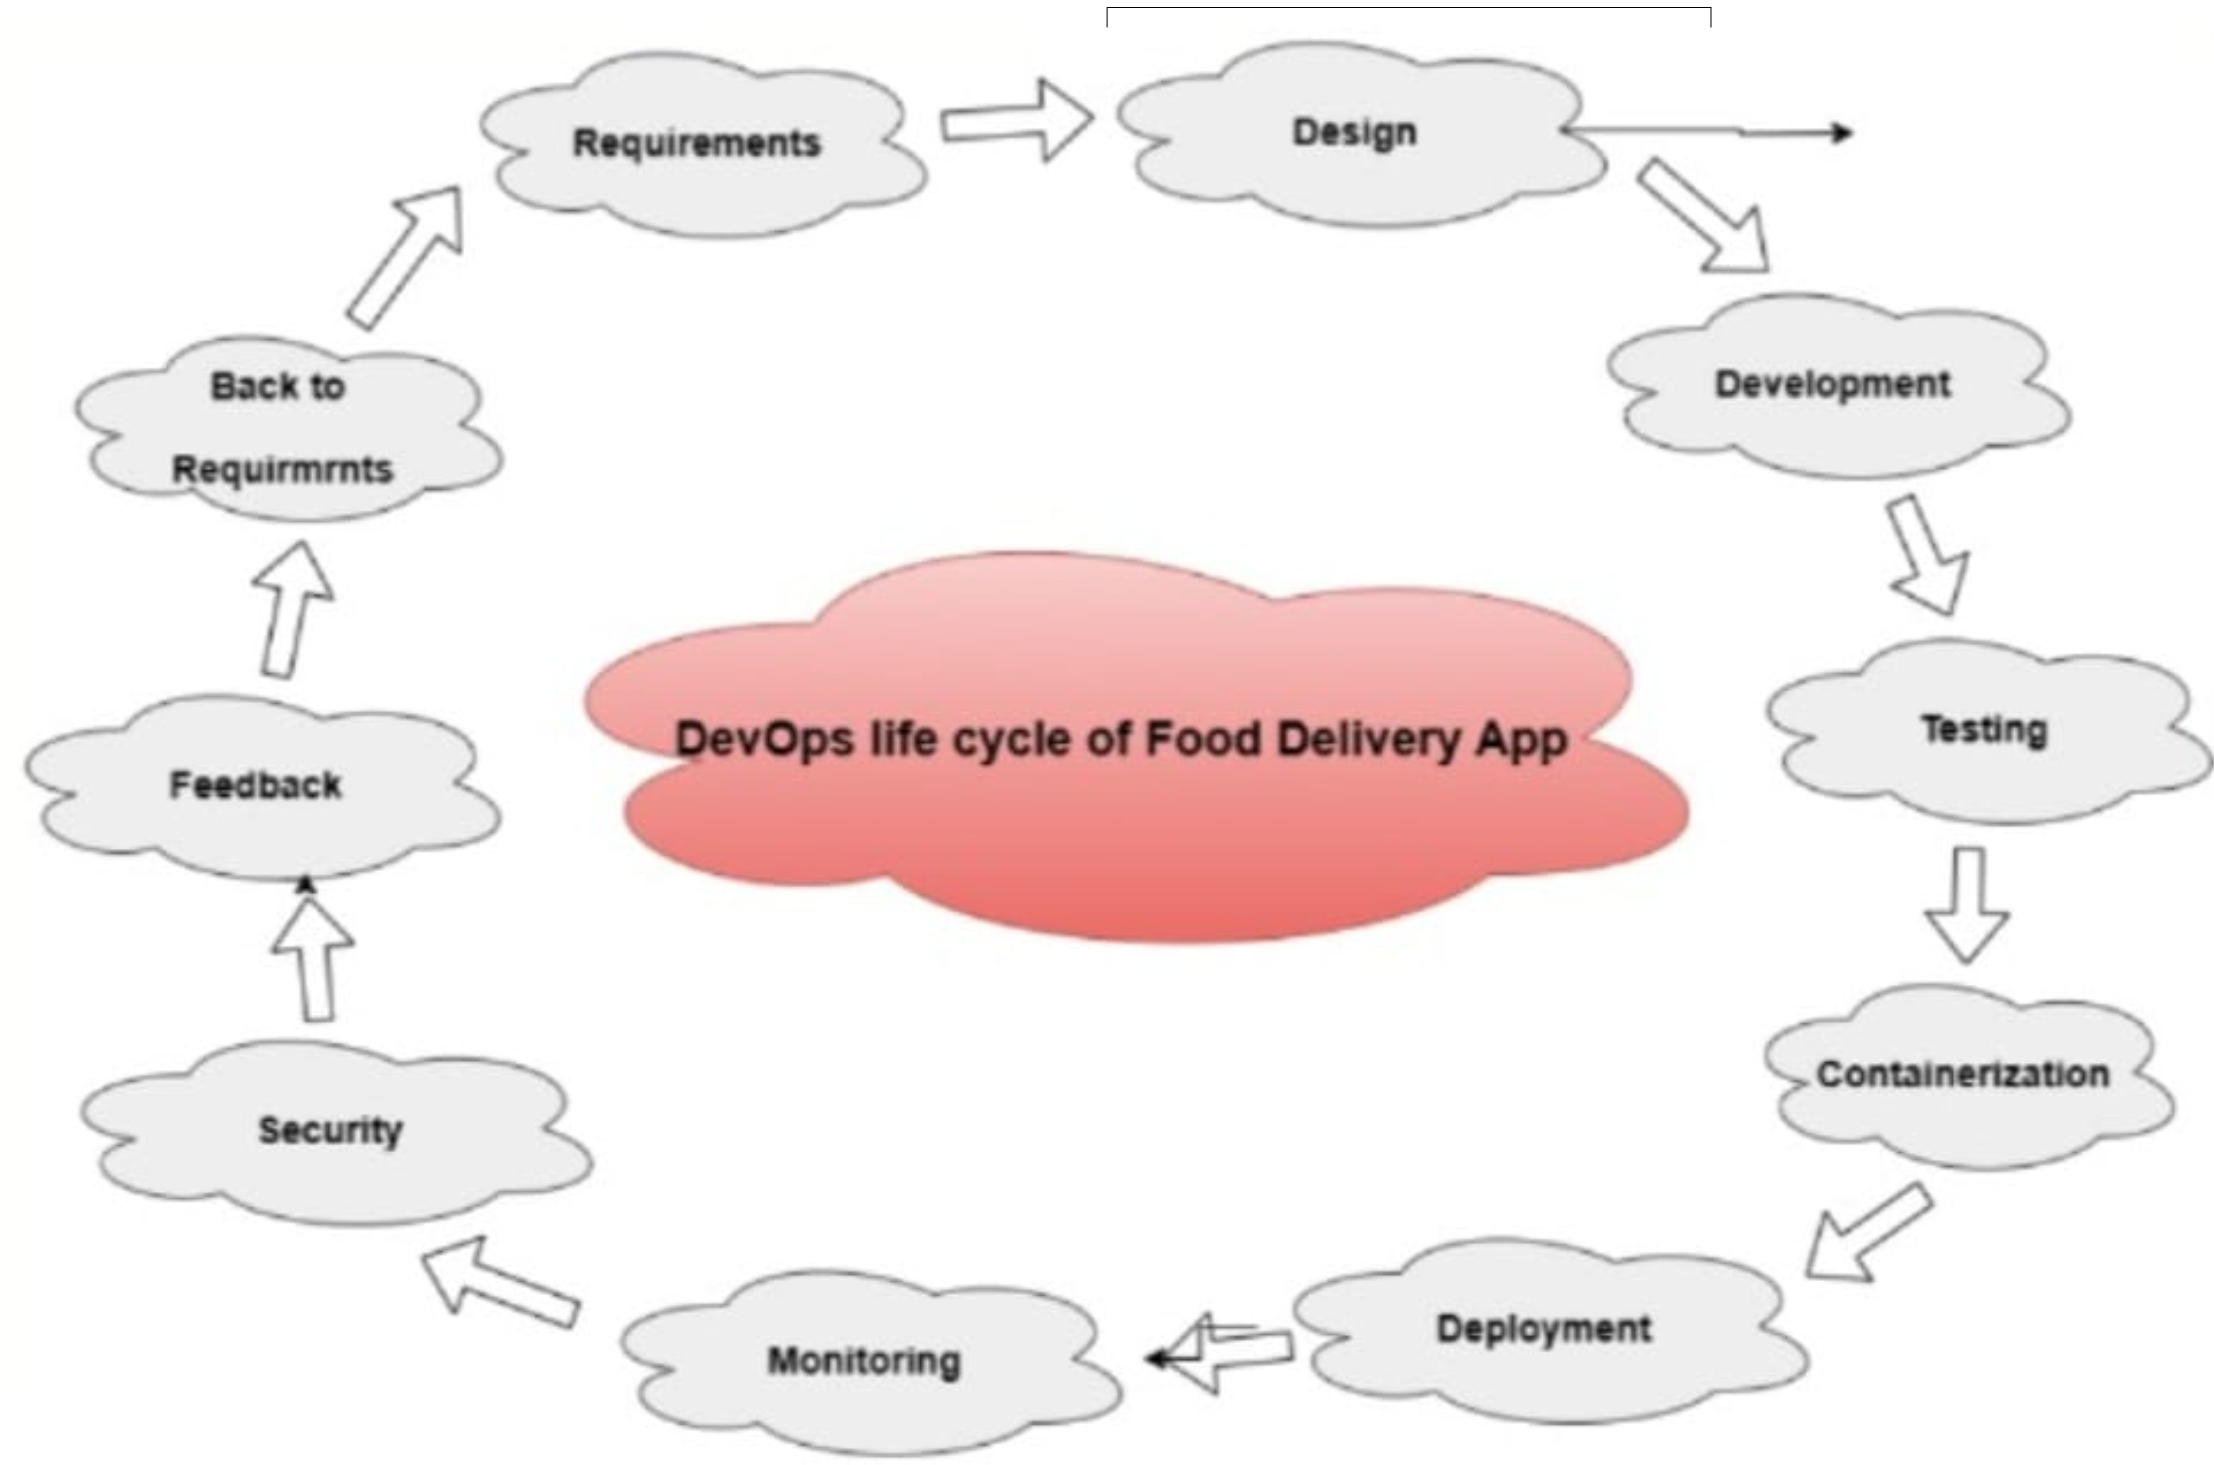 Requirements
Design
Development
Testing
Containerization
Deployment
Monitoring
Security
Feedback
Back to
Requirmrnts
DevOps life cycle of Food Delivery App